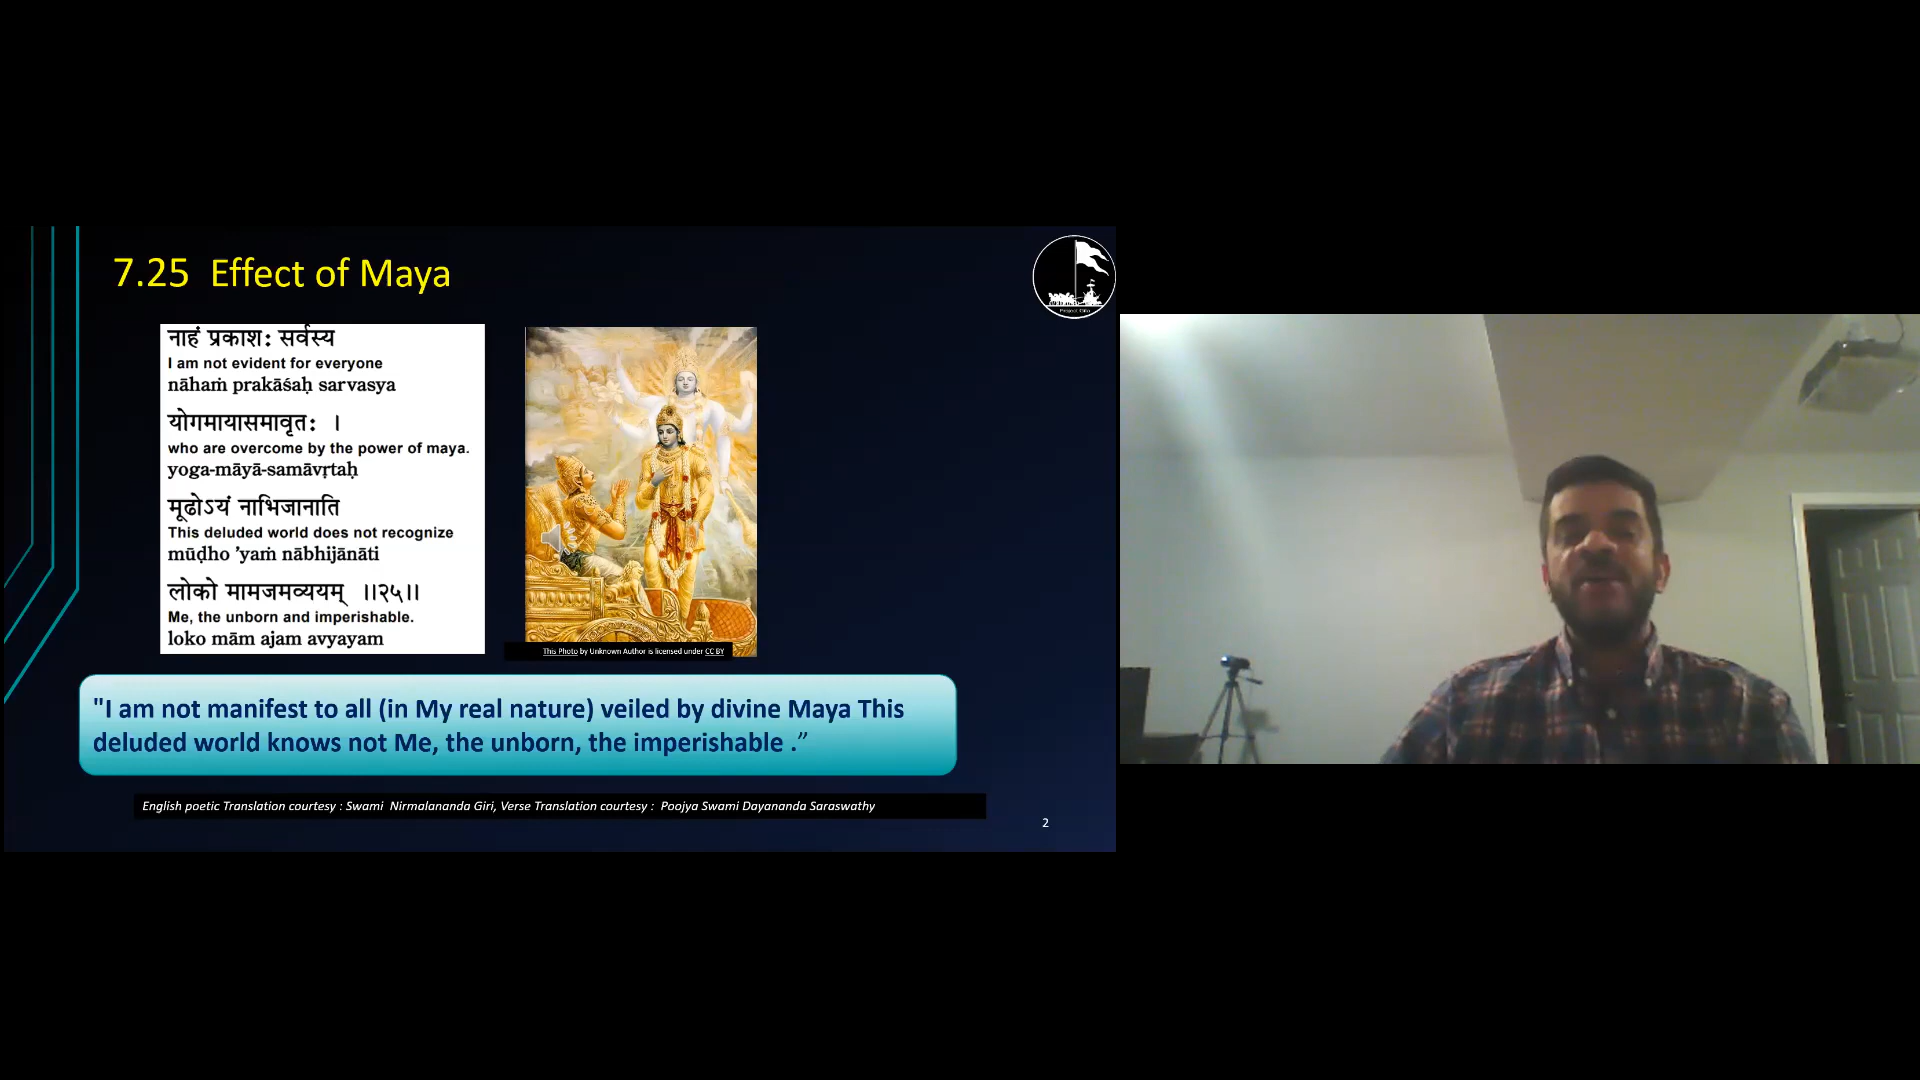 7.25 Effect of Maya
नाहं प्रकाशः सर्वस्य
I am not evident for everyone
nāhaṁ prakāśaḥ sarvasya
योगमायासमावृतः ।
who are overcome by the power of maya.
yoga-māyā-samāvṛtaḥ
मूढोऽयं नाभिजानाति
This deluded world does not recognize
mūḍho 'yaṁ nābhijānāti
लोको मामजमव्ययम् ।।२५।।
Me, the unborn and imperishable.
loko mām ajam avyayam
This Photo by Unknown Author is licensed under CC BY
"I am not manifest to all (in My real nature) veiled by divine Maya This
deluded world knows not Me, the unborn, the imperishable .”
English poetic Translation courtesy : Swami Nirmalananda Giri, Verse Translation courtesy : Poojya Swami Dayananda Saraswathy
2
Project Gita